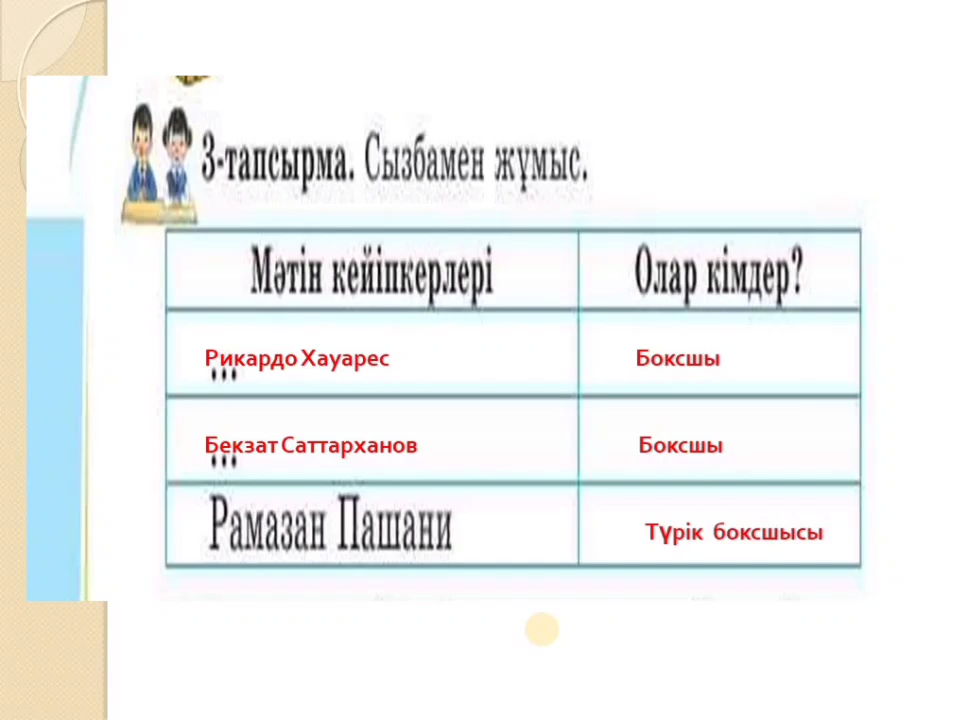 3-тапсырма. Сызбамен жұмыс.
Мәтін кейіпкерлері Олар кімдер?
Рикардо Хауарес Боксшы
...
Бекзат Саттарханов Боксшы
...
Рамазан Пашани Түрік боксшысы